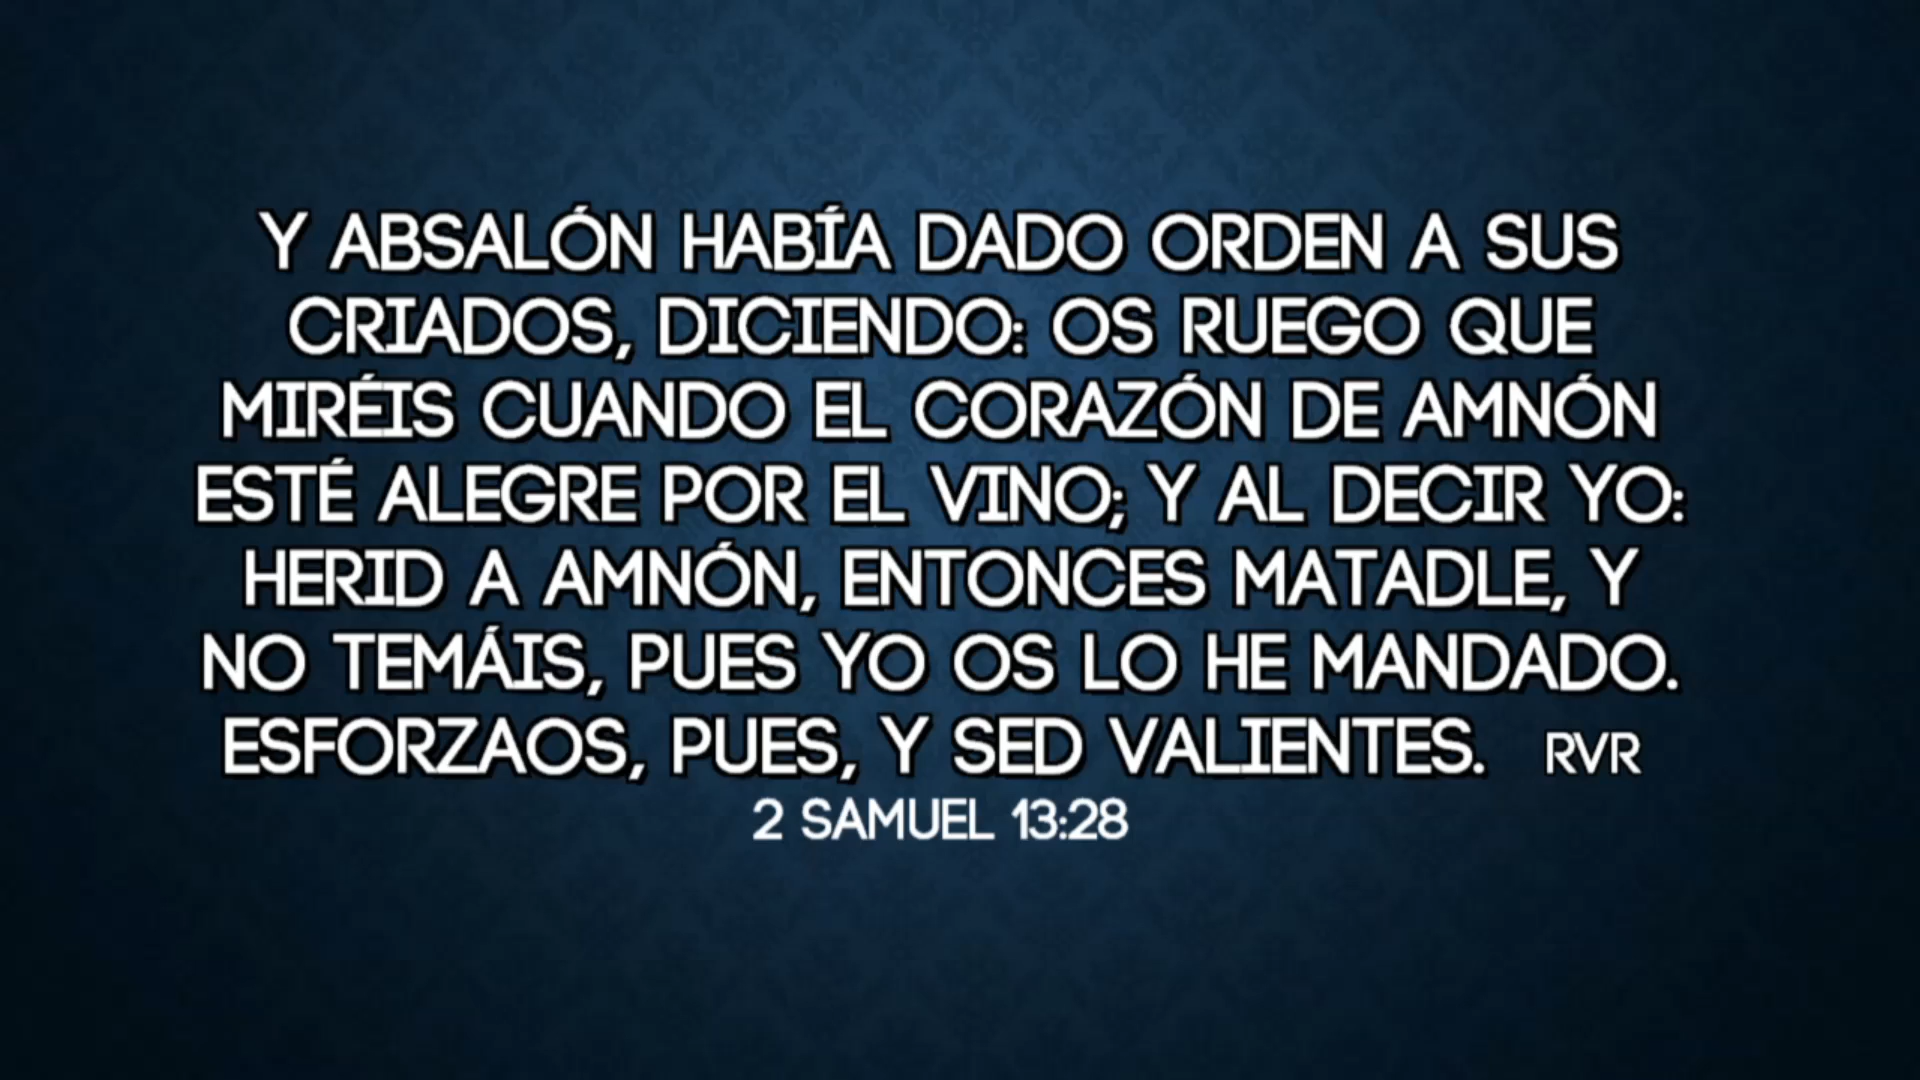 Y ABSALÓN HABÍA DADO ORDEN A SUS
CRIADOS, DICIENDO: OS RUEGO QUE
MIRÉIS CUANDO EL CORAZÓN DE AMNÓN
ESTÉ ALEGRE POR EL VINO; Y AL DECIR YO:
HERID A AMNÓN, ENTONCES MATADLE, Y
NO TEMÁIS, PUES YO OS LO HE MANDADO.
ESFORZAOS, PUES, Y SED VALIENTES. RVR
2 SAMUEL 13:28